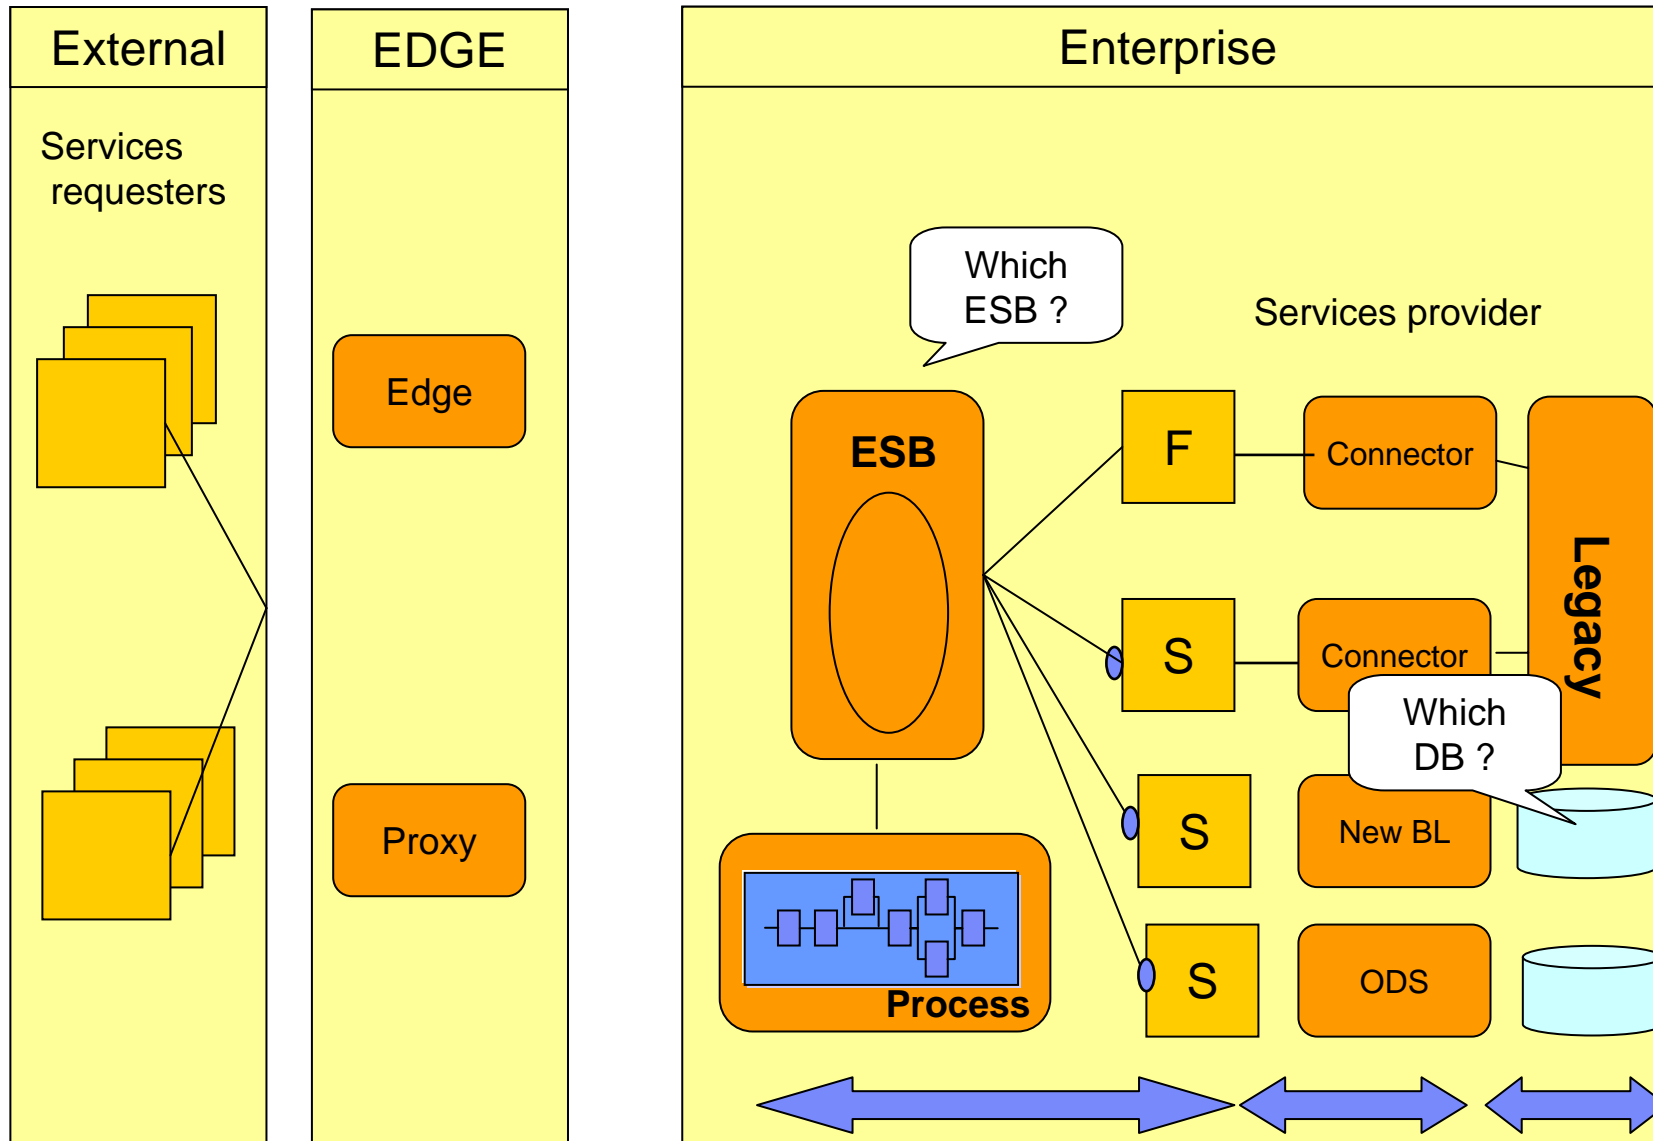 External
EDGE
Enterprise
Services
requesters
Which
ESB ?
Services provider
Edge
ESB
F
Connector
Legacy
S
Connector
Which
DB ?
Proxy
S
New BL
Process
S
ODS